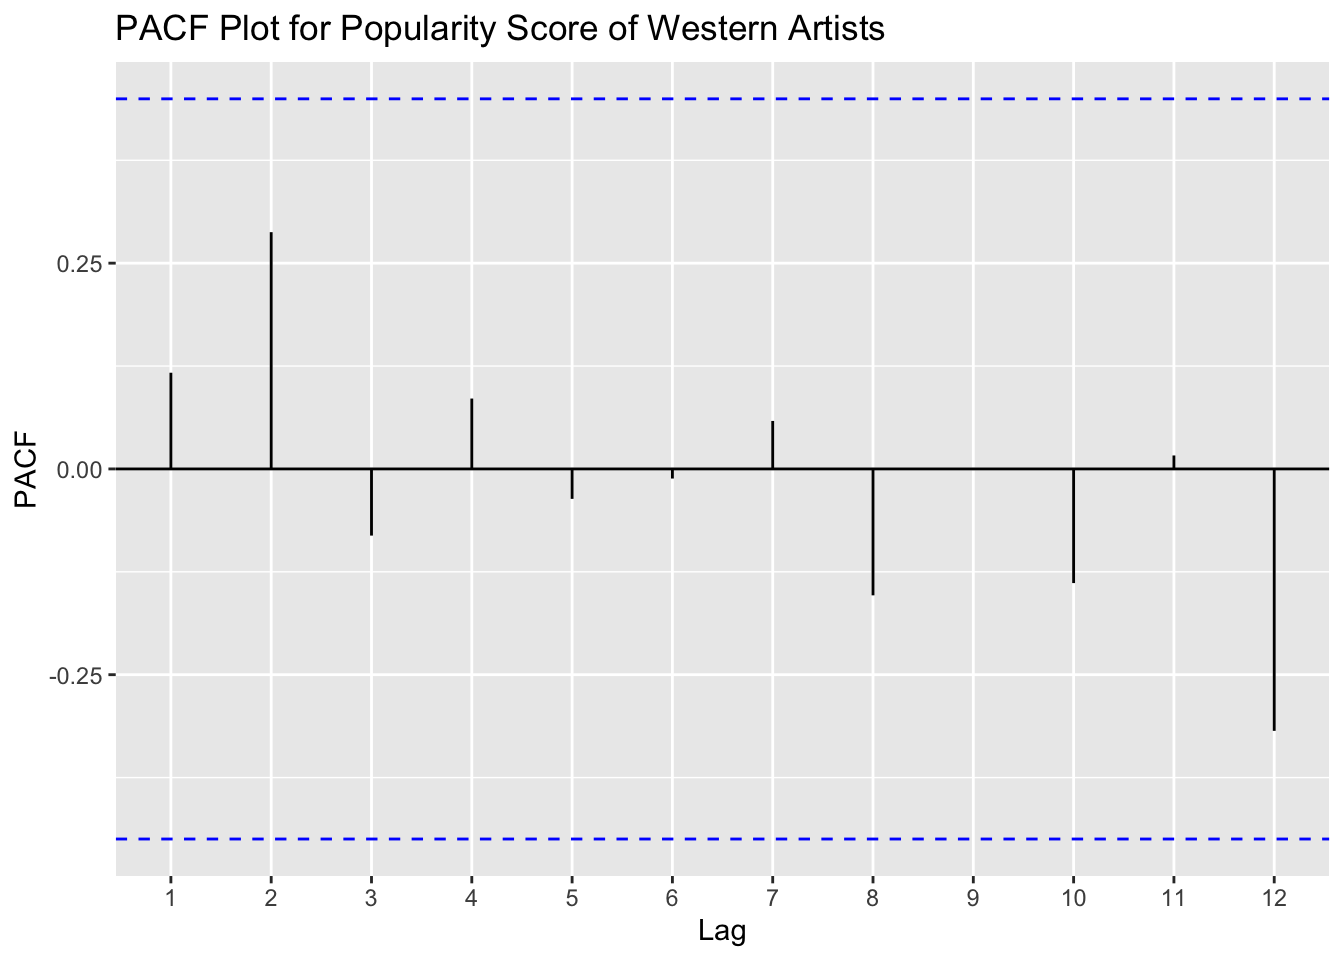 PACF Plot for Popularity Score of Western Artists
PACF
0.25
0.00
-0.25
1 2 3 4 5 6 7 8 9 10 11 12
Lag